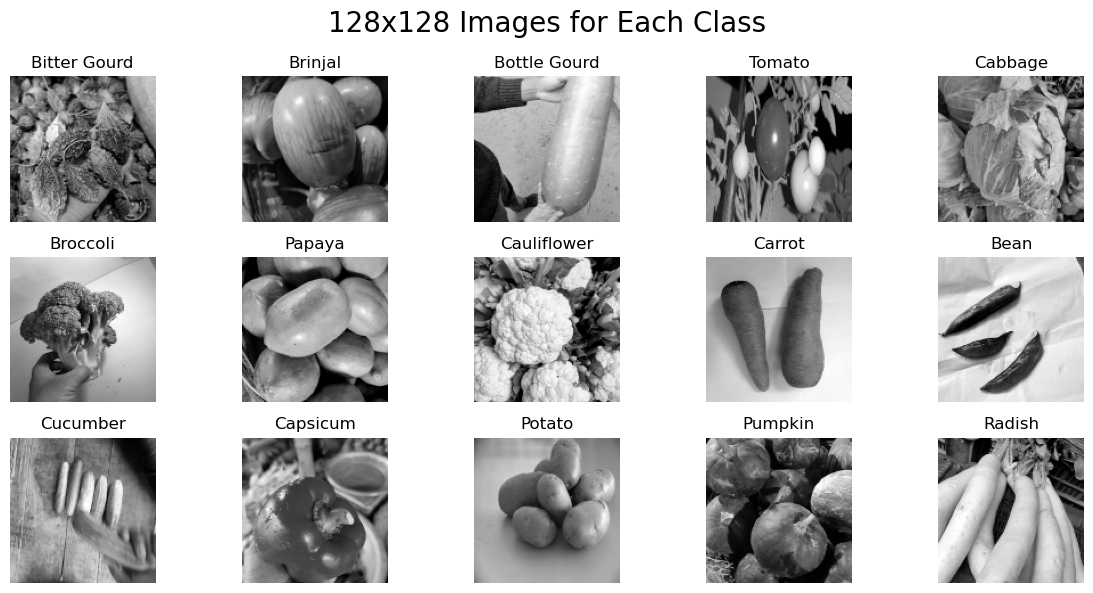 128x128 Images for Each Class
Bitter Gourd
Brinjal
Bottle Gourd
Tomato
Cabbage
Broccoli
Papaya
Cauliflower
Carrot
Bean
Cucumber
Capsicum
Potato
Pumpkin
Radish